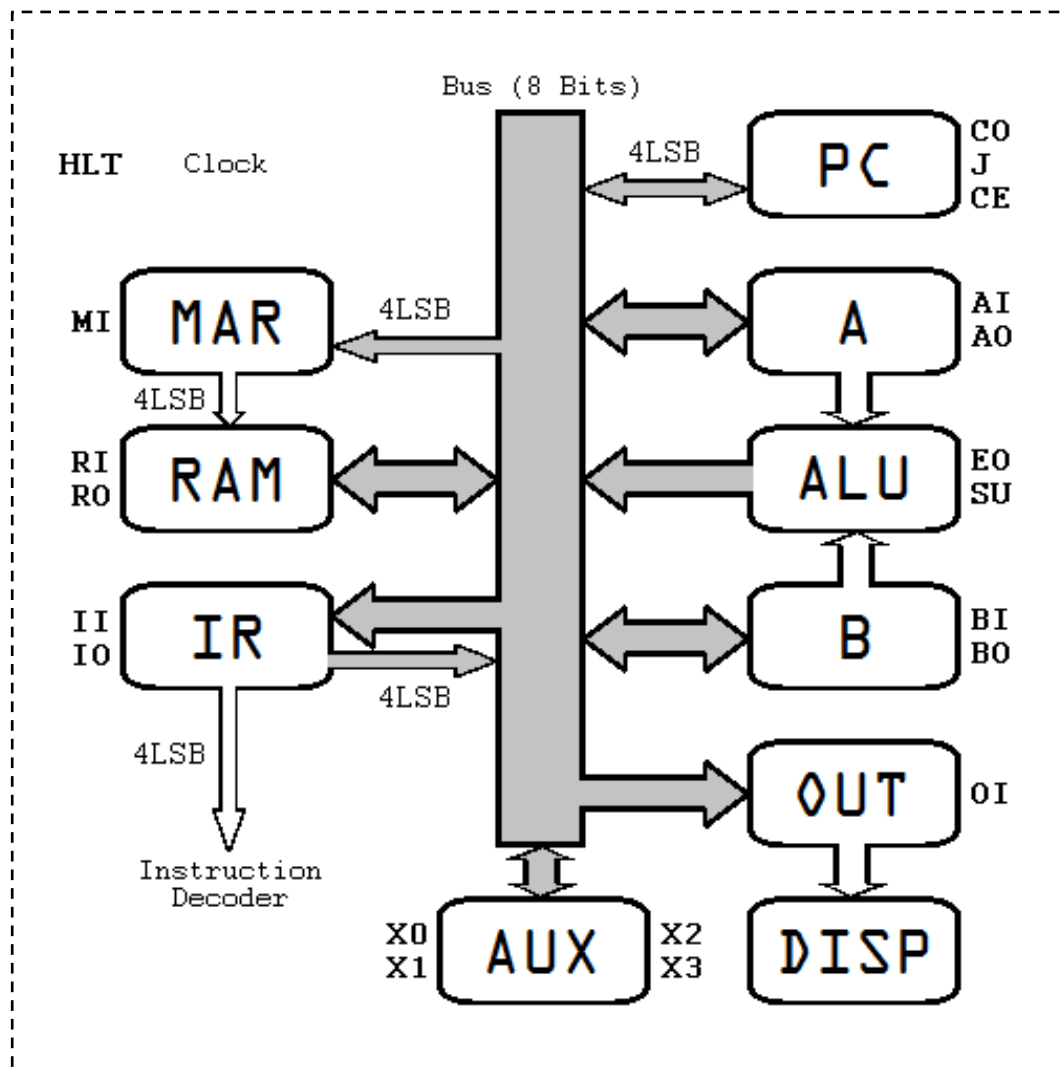 Bus (8 Bits)
HLT Clock
4LSB
PC
CO
J
CE
MI
MAR
4LSB
A
AI
AO
4LSB
RI
RO
RAM
ALU
EO
SU
II
IO
IR
4LSB
B
BI
BO
4LSB
OUT
OI
Instruction
Decoder
X0
X1
AUX
X2
X3
DISP